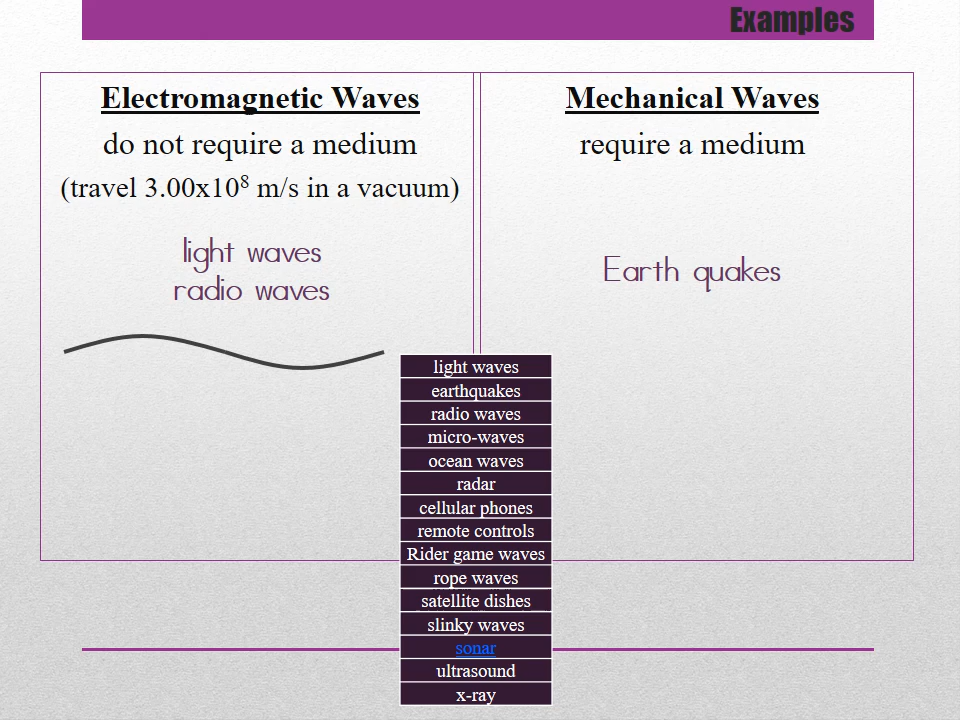 Examples
Electromagnetic Waves
do not require a medium
(travel 3.00x10⁸ m/s in a vacuum)
light waves
radio waves
Mechanical Waves
require a medium
Earth quakes
light waves
earthquakes
radio waves
micro-waves
ocean waves
radar
cellular phones
remote controls
Rider game waves
rope waves
satellite dishes
slinky waves
sonar
ultrasound
x-ray